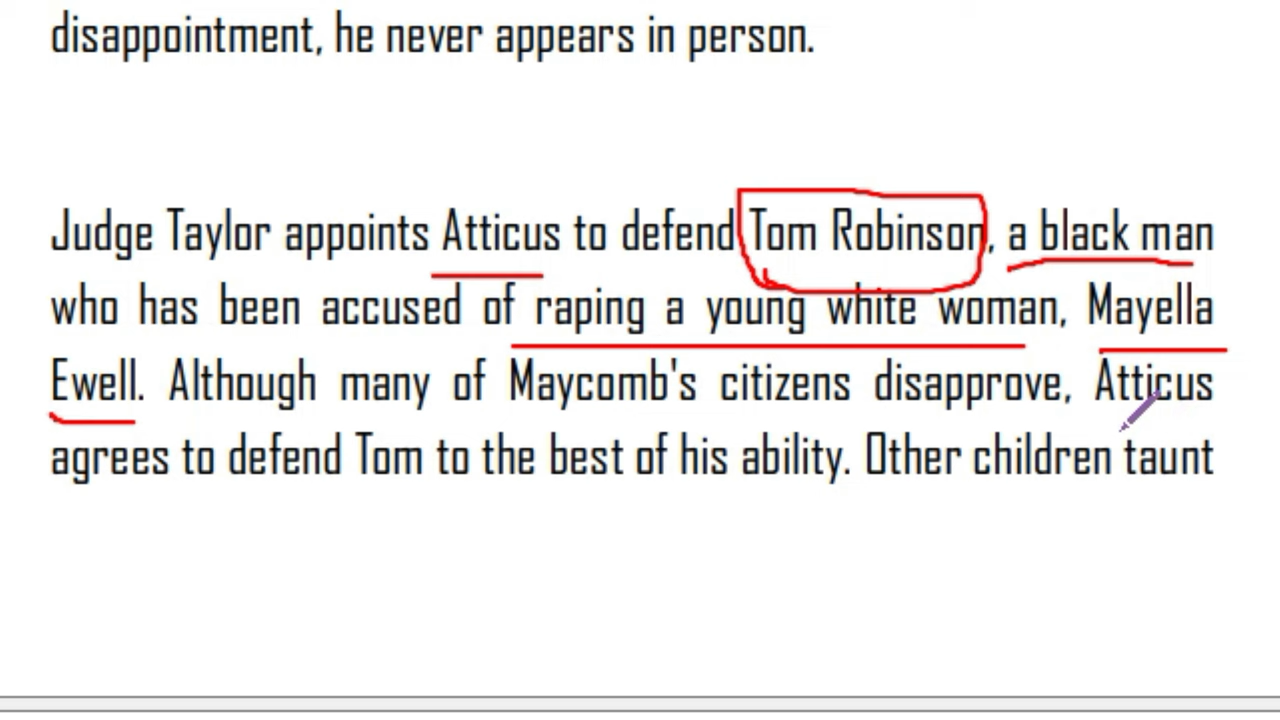 disappointment, he never appears in person.
Judge Taylor appoints Atticus to defend Tom Robinson, a black man
who has been accused of raping a young white woman, Mayella
Ewell. Although many of Maycomb's citizens disapprove, Atticus
agrees to defend Tom to the best of his ability. Other children taunt